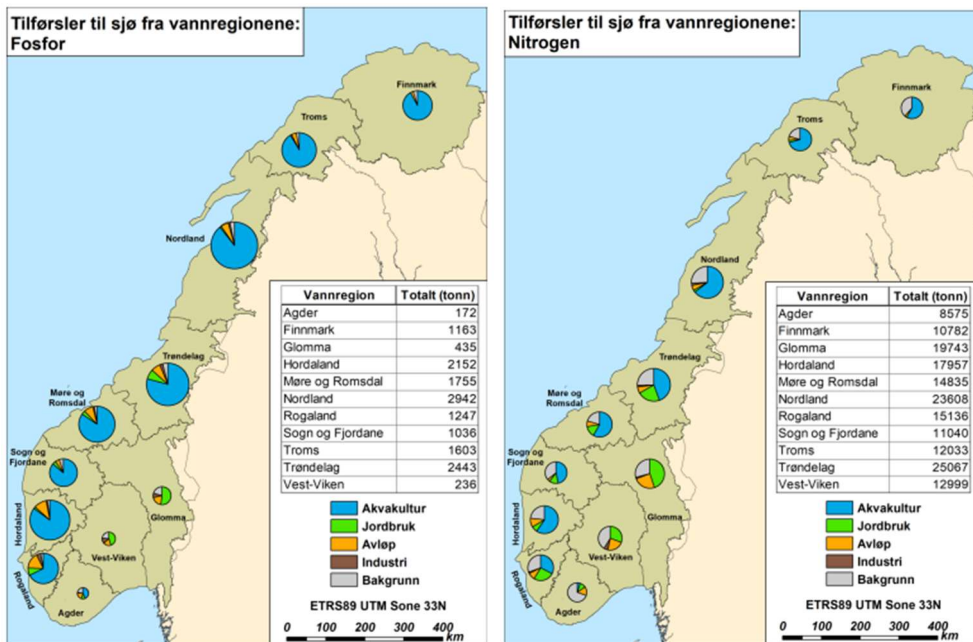 Tilførsler til sjø fra vannregionene:
Fosfor
Finnmark
Troms
Nordland
Trøndelag
Møre og
Romsdal
Sogn og
Fjordane
Hordaland
Rogaland
Glomma
Vest-Viken
Agder
Vannregion Totalt (tonn)
Agder 172
Finnmark 1163
Glomma 435
Hordaland 2152
Møre og Romsdal 1755
Nordland 2942
Rogaland 1247
Sogn og Fjordane 1036
Troms 1603
Trøndelag 2443
Vest-Viken 236
Akvakultur
Jordbruk
Avløp
Industri
Bakgrunn
ETRS89 UTM Sone 33N
0 100 200 300 400
km
Tilførsler til sjø fra vannregionene:
Nitrogen
Finnmark
Troms
Nordland
Trøndelag
Møre og
Romsdal
Sogn og
Fjordane
Hordaland
Rogaland
Glomma
Vest-Viken
Agder
Vannregion Totalt (tonn)
Agder 8575
Finnmark 10782
Glomma 19743
Hordaland 17957
Møre og Romsdal 14835
Nordland 23608
Rogaland 15136
Sogn og Fjordane 11040
Troms 12033
Trøndelag 25067
Vest-Viken 12999
Akvakultur
Jordbruk
Avløp
Industri
Bakgrunn
ETRS89 UTM Sone 33N
0 100 200 300 400
km